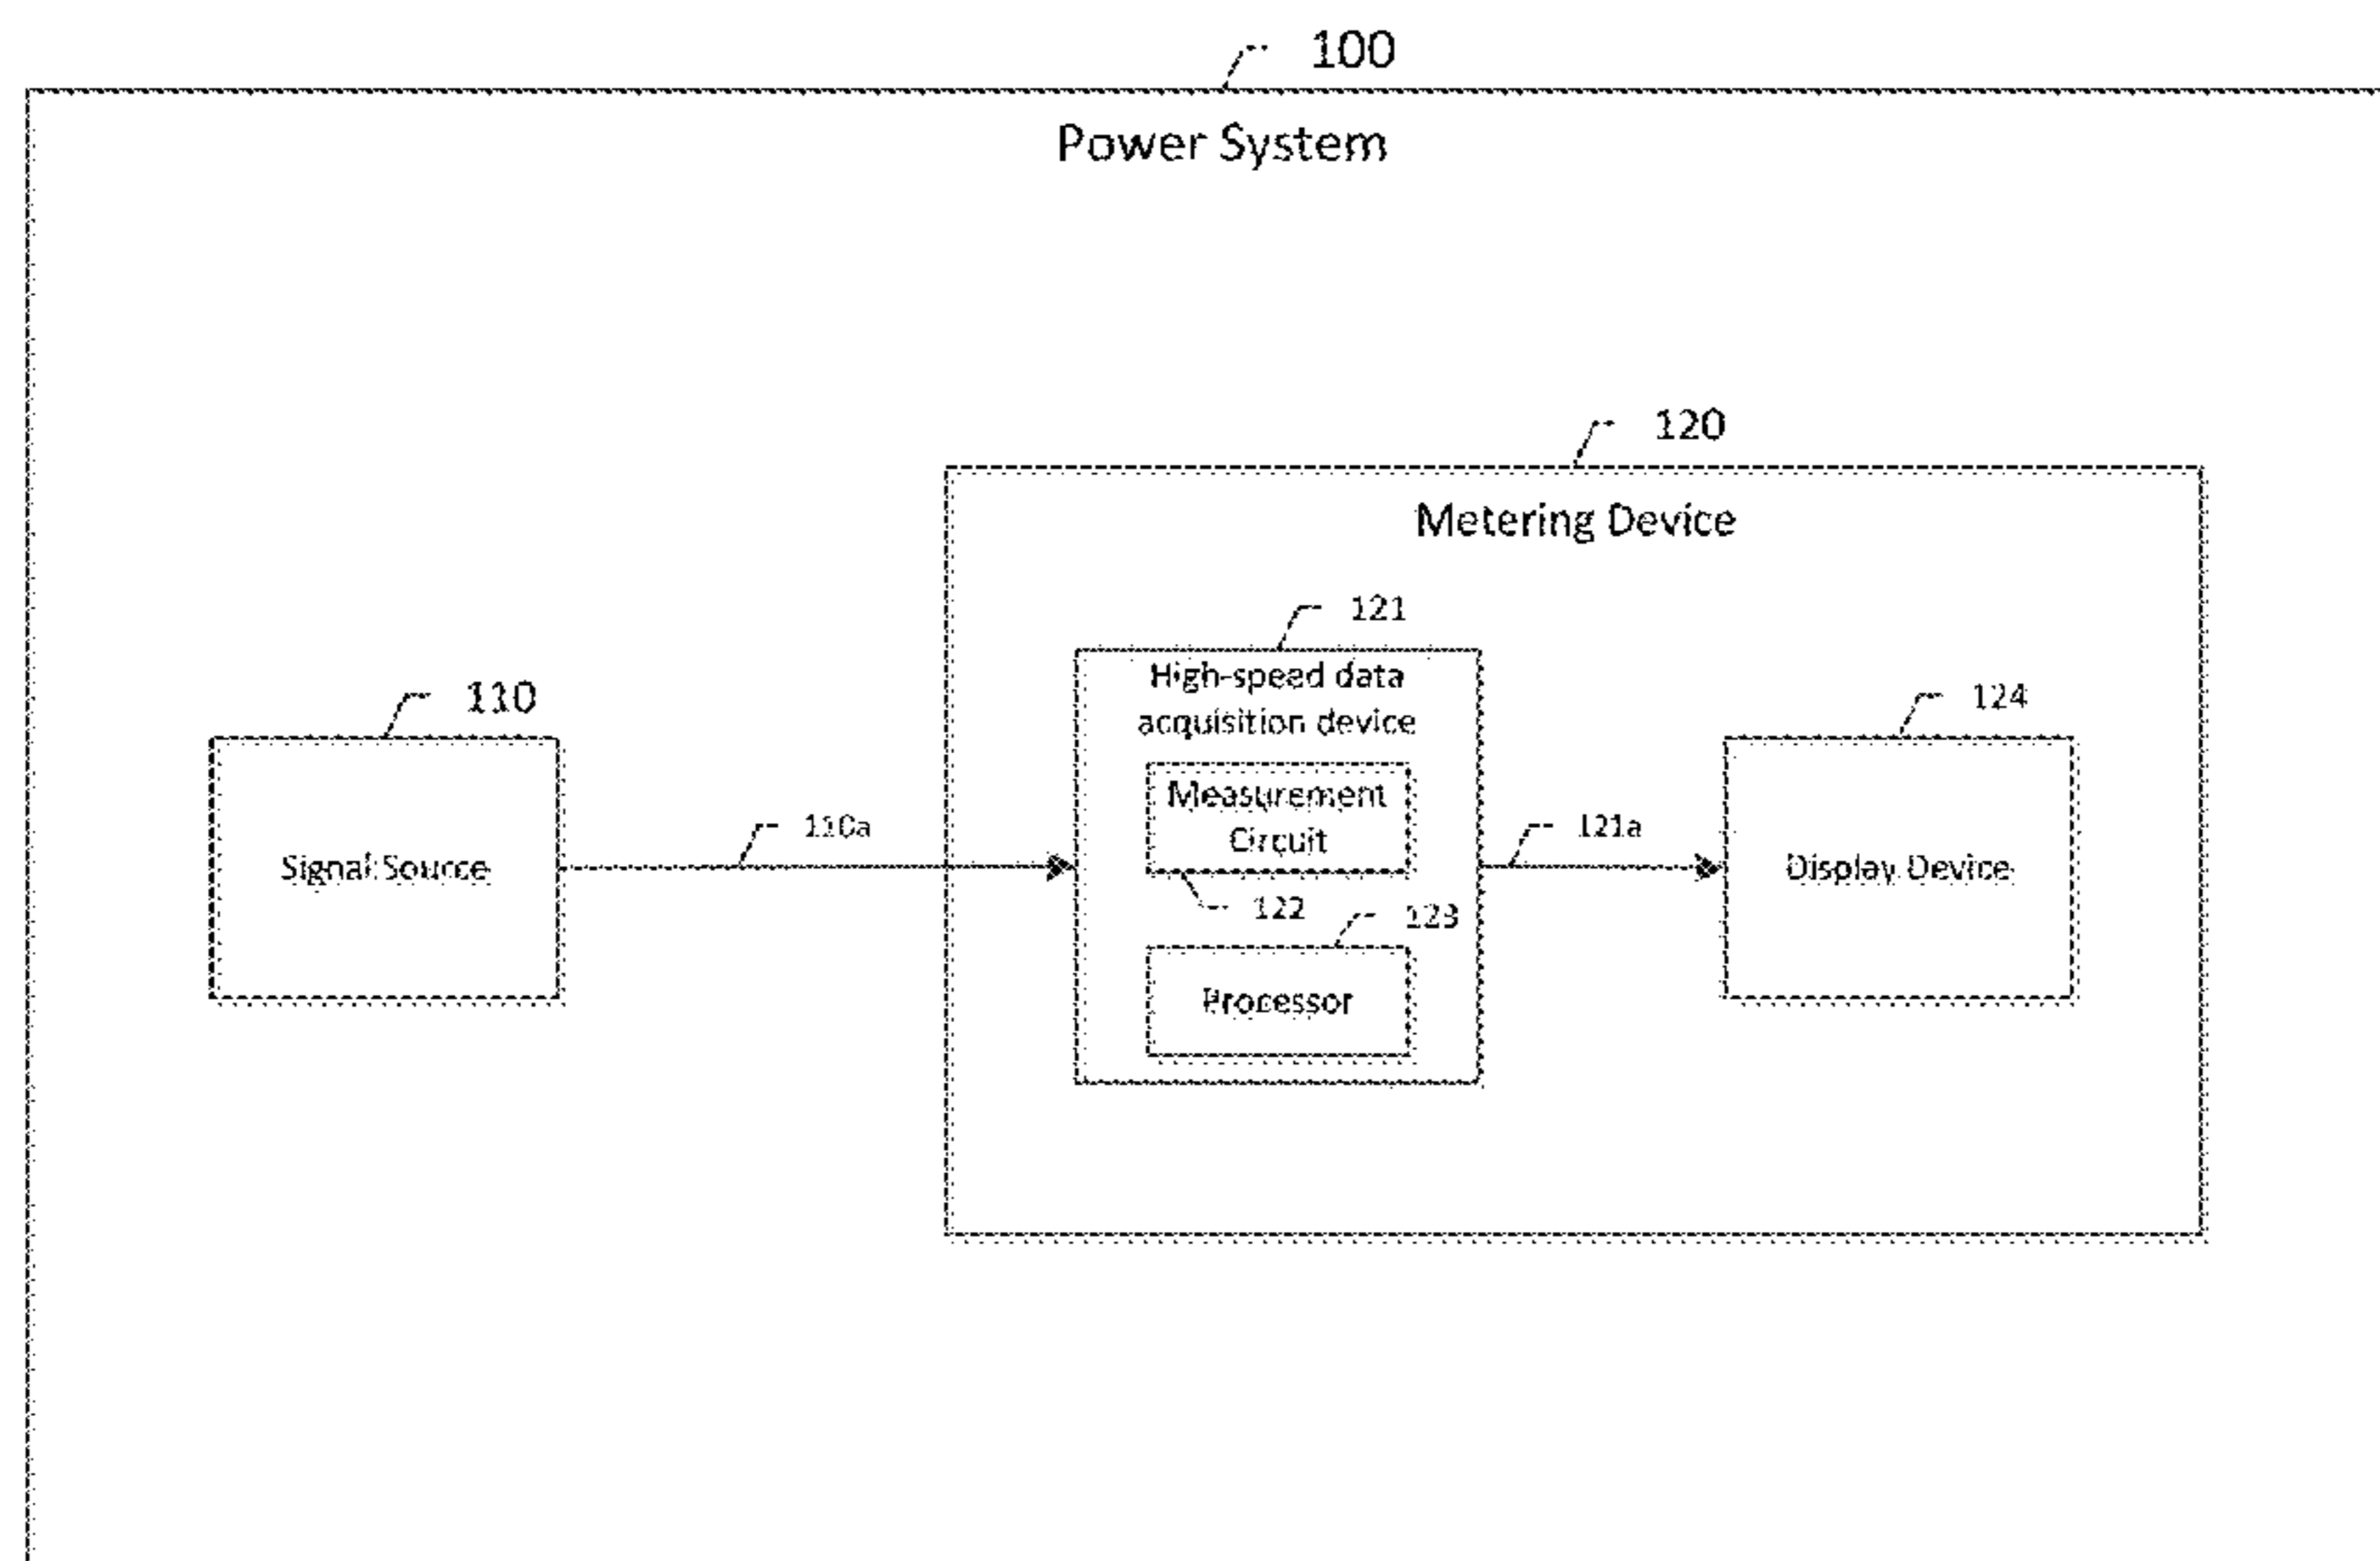 100
Power System
120
Metering Device
121
High-speed data
acquisition device
110
124
Measurement
Circuit
110a
121a
Signal Source
Display Device
122
123
Processor